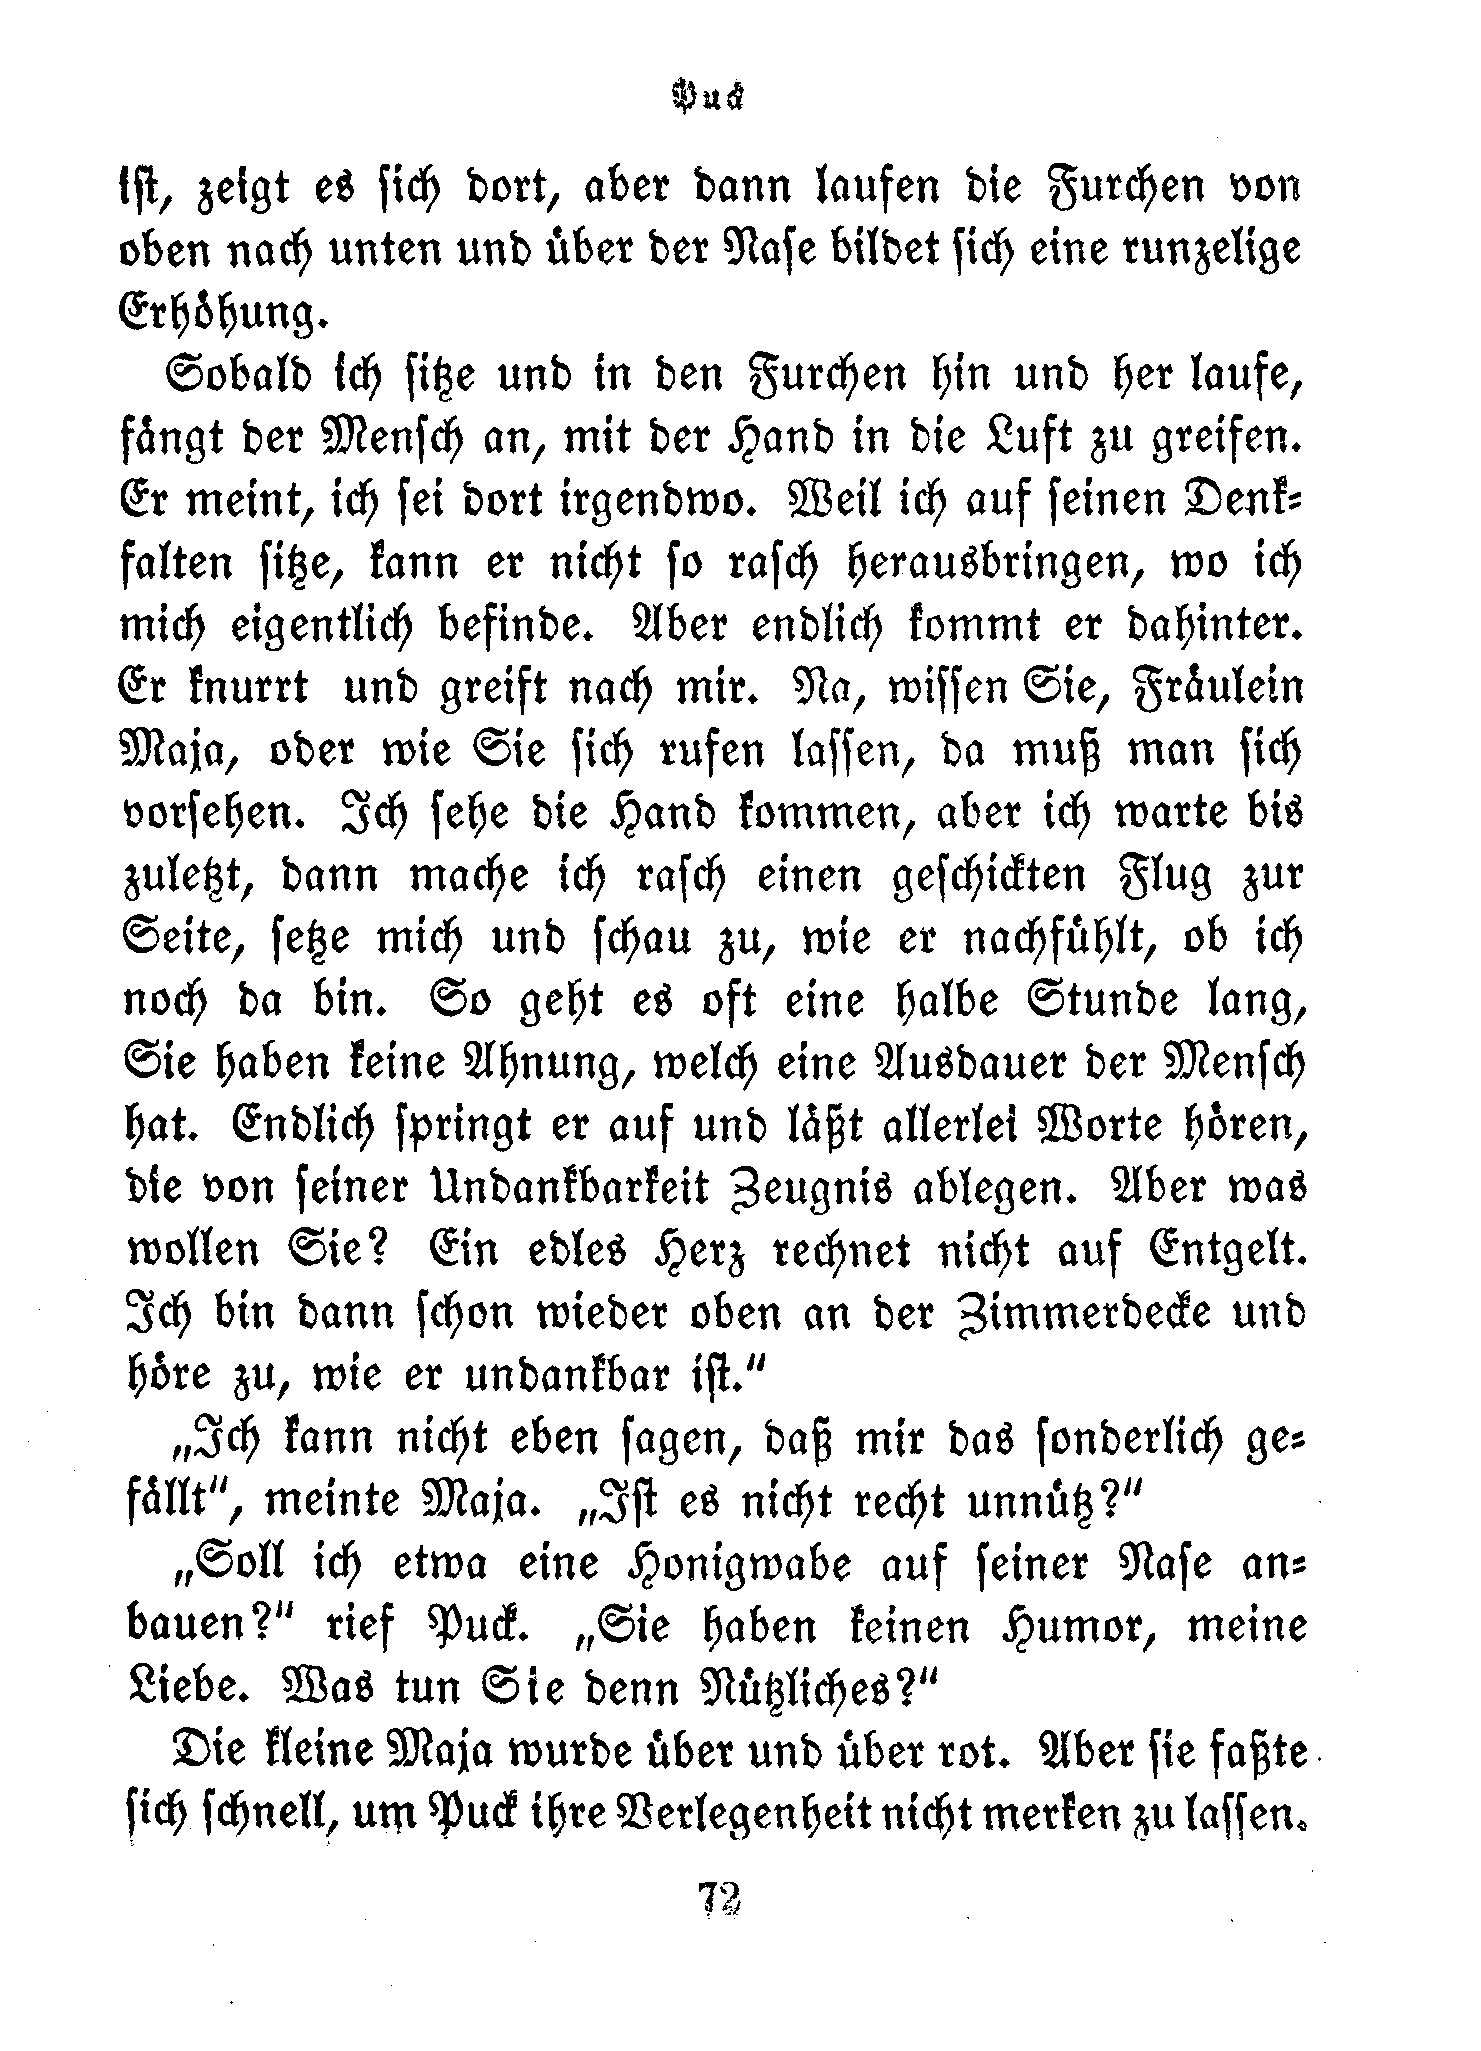 Puck
ist, zeigt es sich dort, aber dann laufen die Furchen von
oben nach unten und über der Nase bildet sich eine runzelige
Erhöhung.
Sobald ich sitze und in den Furchen hin und her laufe,
fängt der Mensch an, mit der Hand in die Luft zu greifen.
Er meint, ich sei dort irgendwo. Weil ich auf seinen Denk=
falten sitze, kann er nicht so rasch herausbringen, wo ich
mich eigentlich befinde. Aber endlich kommt er dahinter.
Er knurrt und greift nach mir. Na, wissen Sie, Fräulein
Maja, oder wie Sie sich rufen lassen, da muß man sich
vorsehen. Ich sehe die Hand kommen, aber ich warte bis
zuletzt, dann mache ich rasch einen geschickten Flug zur
Seite, setze mich und schau zu, wie er nachfühlt, ob ich
noch da bin. So geht es oft eine halbe Stunde lang,
Sie haben keine Ahnung, welch eine Ausdauer der Mensch
hat. Endlich springt er auf und läßt allerlei Worte hören,
die von seiner Undankbarkeit Zeugnis ablegen. Aber was
wollen Sie? Ein edles Herz rechnet nicht auf Entgelt.
Ich bin dann schon wieder oben an der Zimmerdecke und
höre zu, wie er undankbar ist.“
„Ich kann nicht eben sagen, daß mir das sonderlich ge=
fällt“, meinte Maja. „Ist es nicht recht unnütz?“
„Soll ich etwa eine Honigwabe auf seiner Nase an=
bauen?“ rief Puck. „Sie haben keinen Humor, meine
Liebe. Was tun Sie denn Nützliches?“
Die kleine Maja wurde über und über rot. Aber sie faßte
sich schnell, um Puck ihre Verlegenheit nicht merken zu lassen.
72